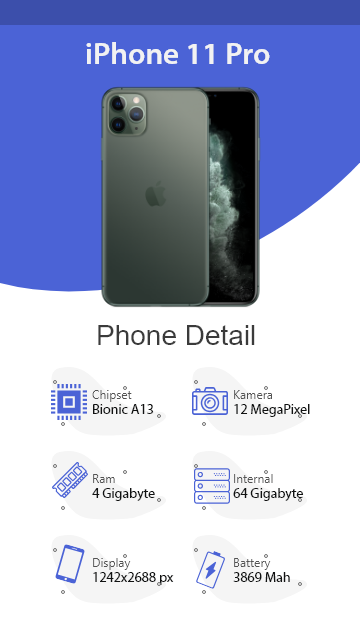 iPhone 11 Pro
Phone Detail
Chipset
Bionic A13
Kamera
12 MegaPixel
Ram
4 Gigabyte
Internal
64 Gigabyte
Display
1242x2688 px
Battery
3869 Mah